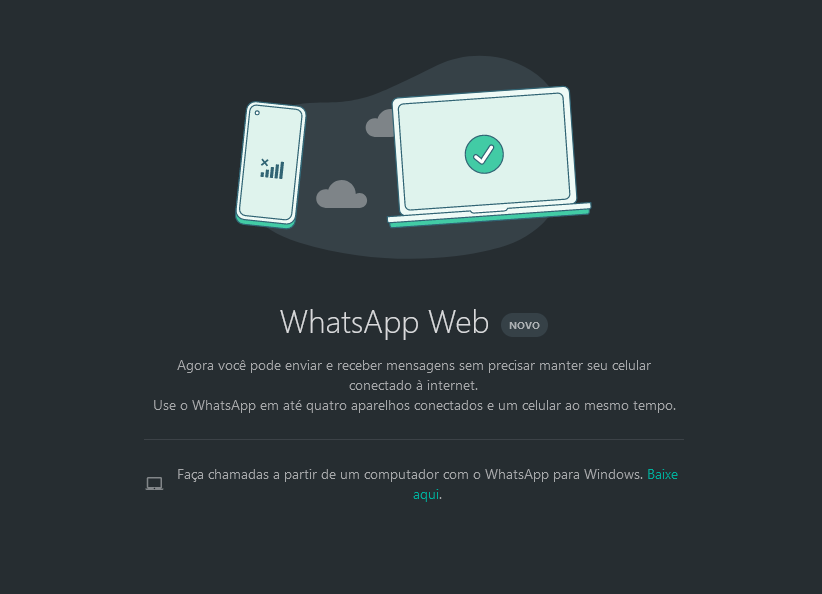 WhatsApp Web NOVO
Agora você pode enviar e receber mensagens sem precisar manter seu celular
conectado à internet.
Use o WhatsApp em até quatro aparelhos conectados e um celular ao mesmo tempo.
Faça chamadas a partir de um computador com o WhatsApp para Windows. Baixe
aqui.